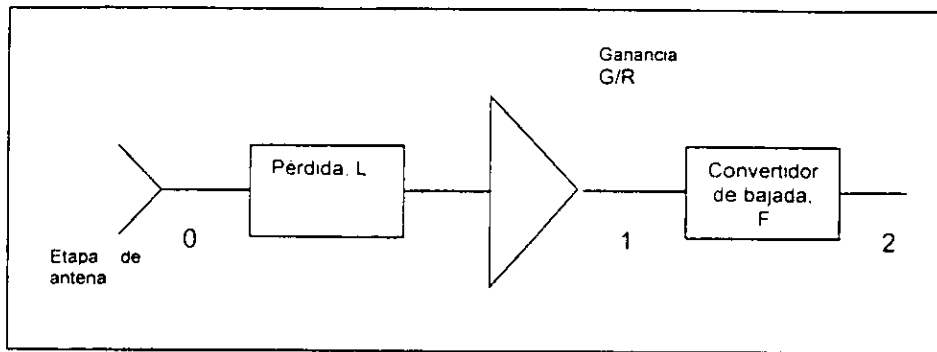 Ganancia
G/R
Pérdida. L
Convertidor
de bajada.
F
0
1
2
Etapa de
antena